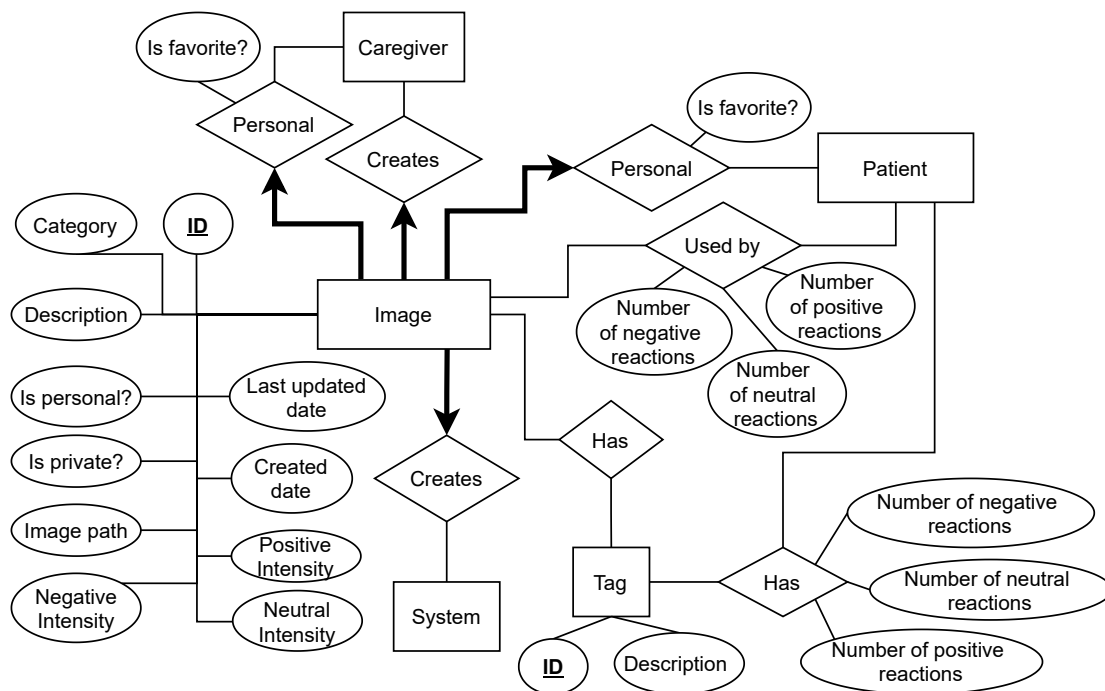 Is favorite?
Caregiver
Personal
Creates
Is favorite?
Personal
Patient
Category
ID
Used by
Description
Image
Number
of negative
reactions
Number
of positive
reactions
Number
of neutral
reactions
Is personal?
Last updated
date
Has
Is private?
Created
date
Creates
Image path
Positive
Intensity
Negative
Intensity
Neutral
Intensity
System
Tag
Has
Number of negative
reactions
Number of neutral
reactions
Number of positive
reactions
ID
Description